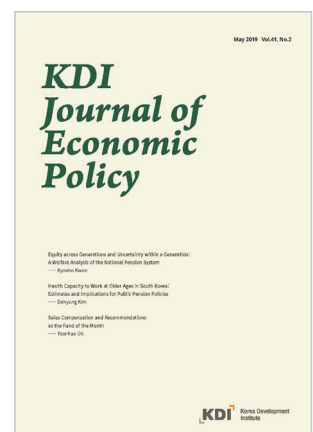 May 2019 Vol.41, No.2
KDI
Journal of
Economic
Policy
Equity across Generations and Uncertainty within a Generation:
A Welfare Analysis of the National Pension System
── Kyooho Kwon
Health Capacity to Work at Older Ages in South Korea:
Estimates and Implications for Public Pension Policies
── Dohyung Kim
Sales Compensation and Recommendations
as the Fund of the Month
── Yoonhae Oh
KDI Korea Development
Institute